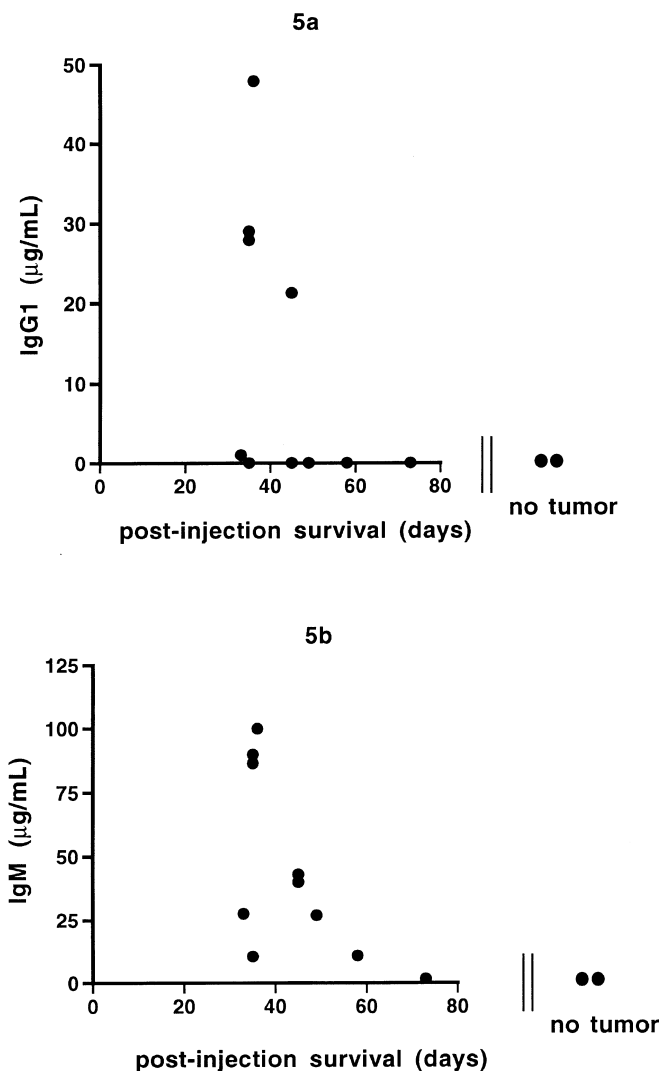 5a
50
40
30
20
10
0
IgG1 (μg/mL)
0 20 40 60 80
no tumor
post-injection survival (days)
5b
125
100
75
50
25
0
IgM (μg/mL)
0 20 40 60 80
no tumor
post-injection survival (days)